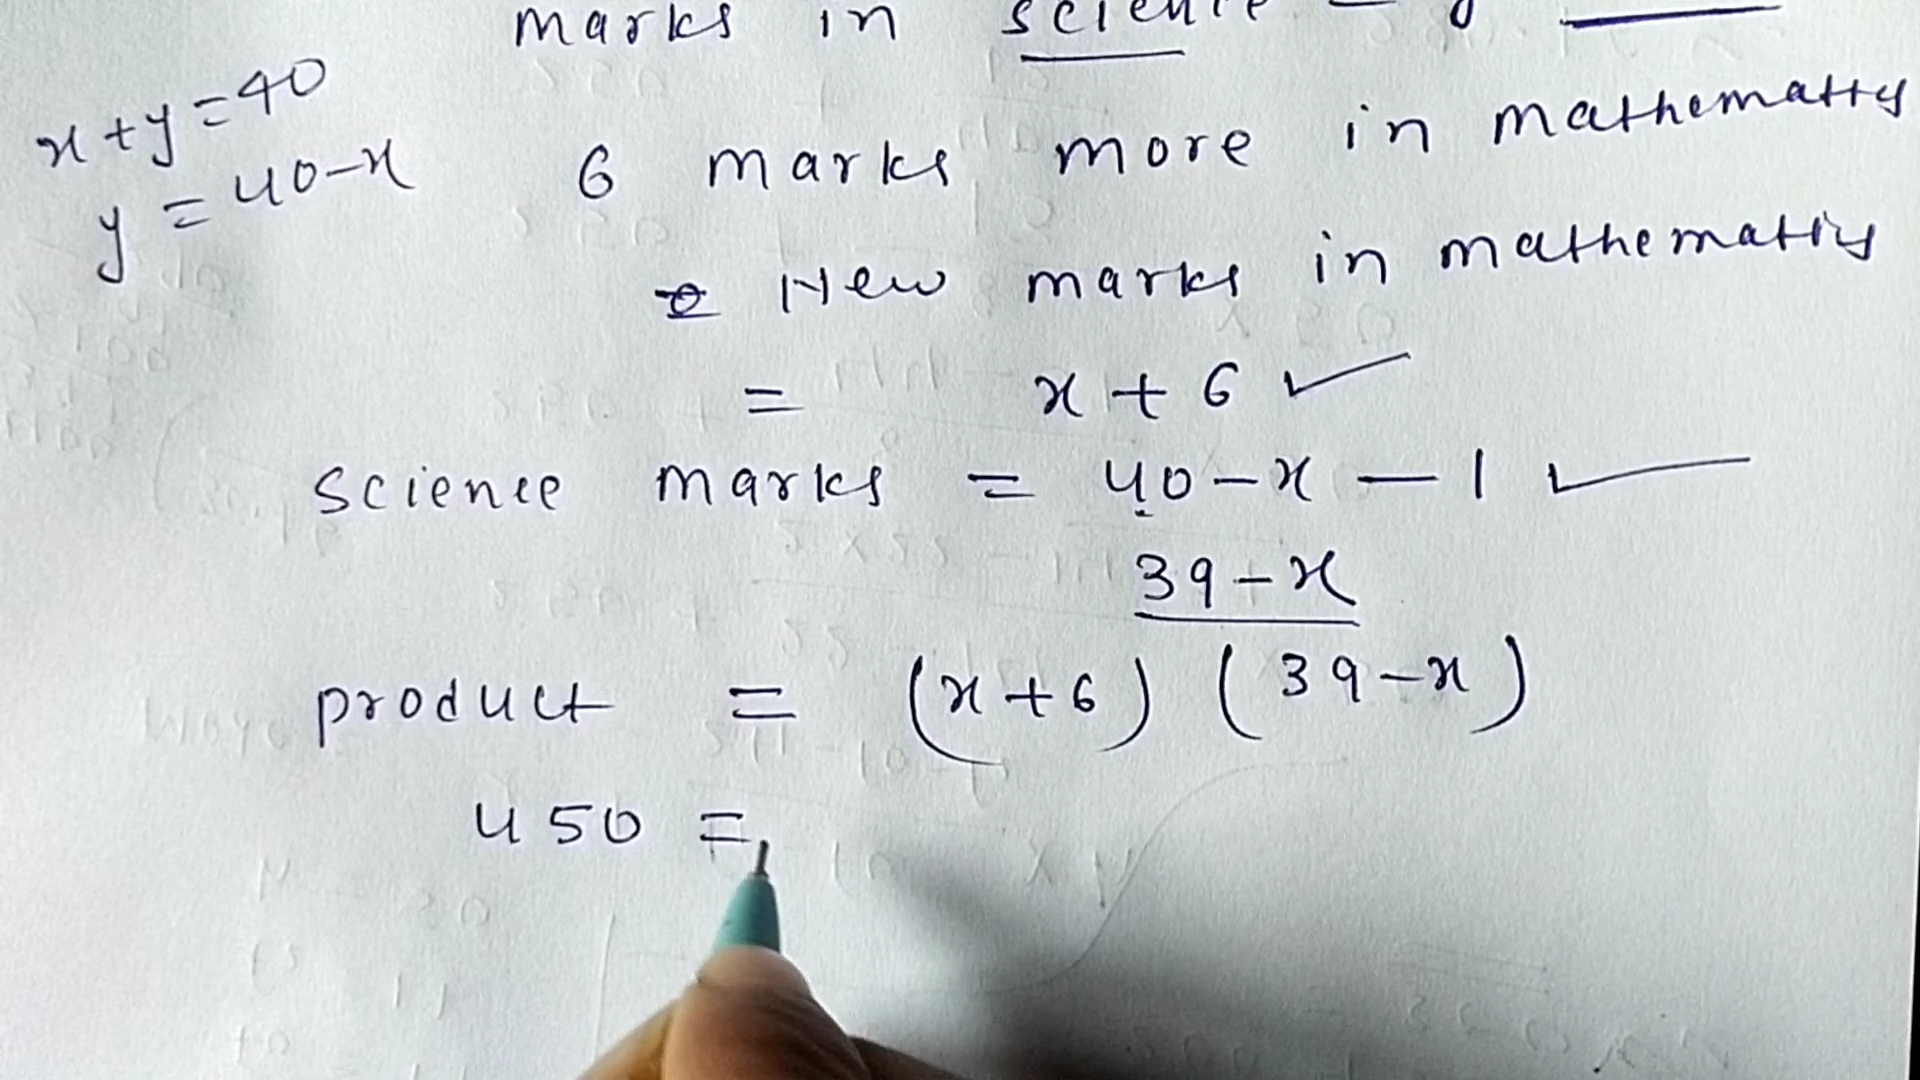 marks in science = y
x+y=40
y=40-x
6 marks more in mathematics
New marks in mathematics
= x+6 ✓
science marks = 40-x-1 ✓
39-x
product = (x+6) (39-x)
450 =